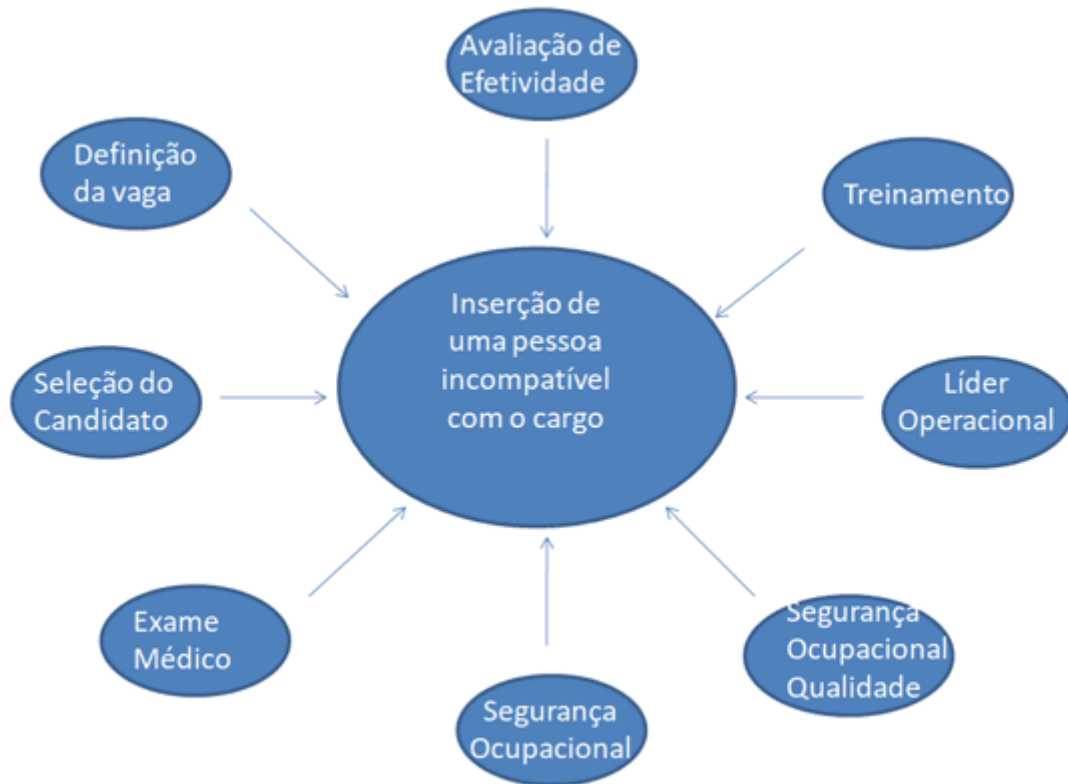 Avaliação de
Efetividade
Definição
da vaga
Treinamento
Inserção de
uma pessoa
incompatível
com o cargo
Seleção do
Candidato
Líder
Operacional
Exame
Médico
Segurança
Ocupacional
Qualidade
Segurança
Ocupacional